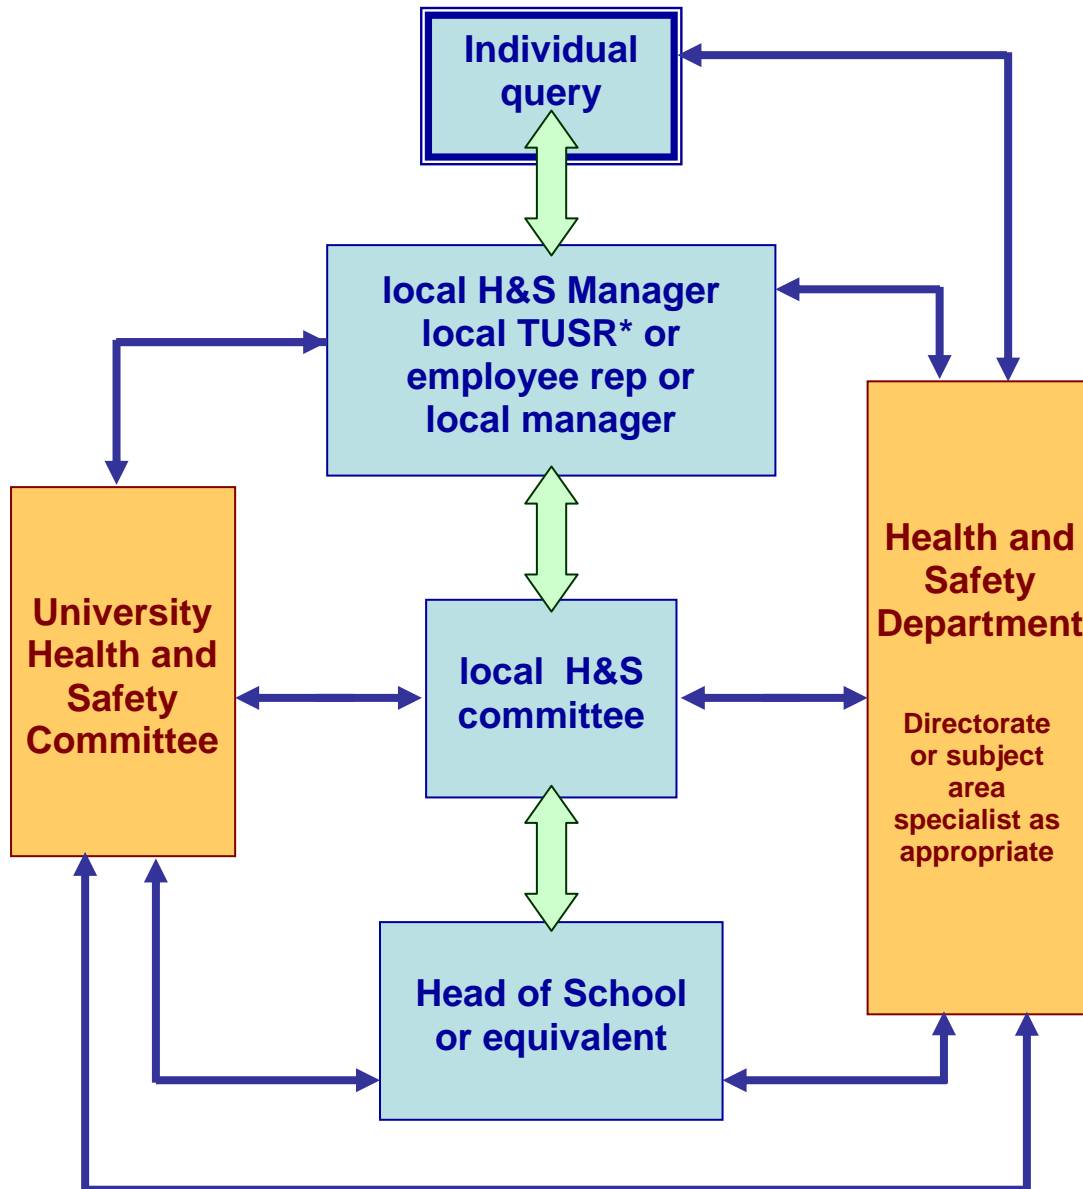 Individual
query
local H&S Manager
local TUSR* or
employee rep or
local manager
University
Health and
Safety
Committee
local  H&S
committee
Health and
Safety
Department
Directorate
or subject
area
specialist as
appropriate
Head of School
or equivalent